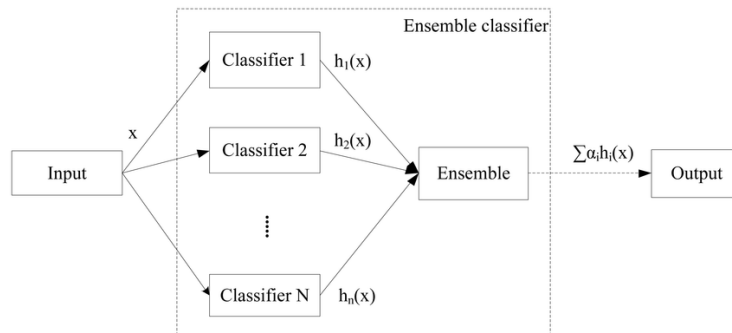 Ensemble classifier
Classifier 1
h₁(x)
x
Classifier 2
h₂(x)
Input
Ensemble
∑αᵢhᵢ(x)
Output
Classifier N
hₙ(x)